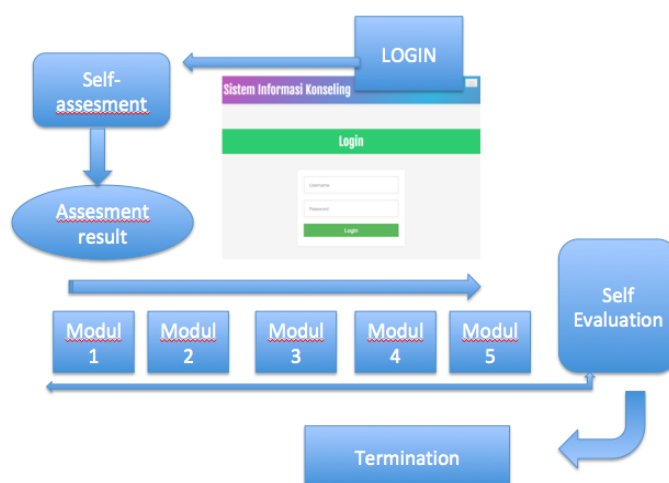 LOGIN
Self-
assesment
Sistem Informasi Konseling
Login
Username
Password
Login
Assesment
result
Self
Evaluation
Modul
1
Modul
2
Modul
3
Modul
4
Modul
5
Termination